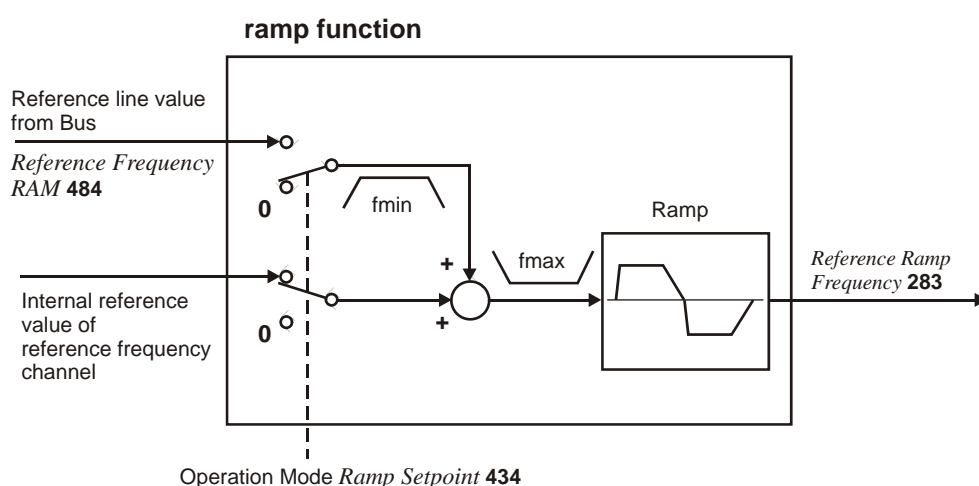 ramp function
Reference line value
from Bus
Reference Frequency
RAM 484
0
fmin
Ramp
+
fmax
Reference Ramp
Frequency 283
Internal reference
value of
reference frequency
channel
0
+
Operation Mode Ramp Setpoint 434